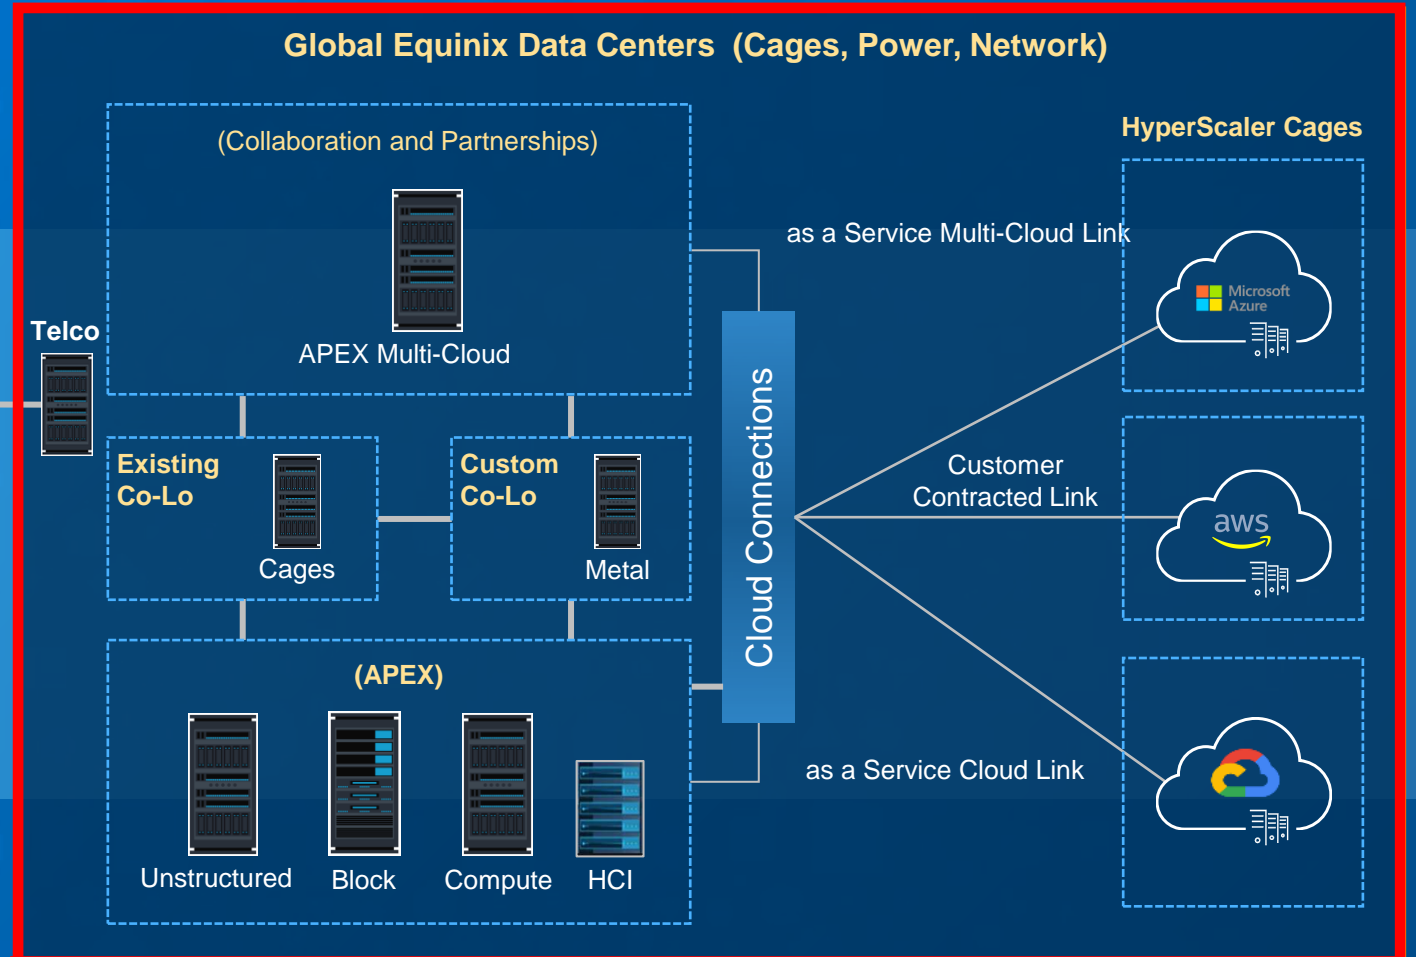 Global Equinix Data Centers (Cages, Power, Network)
(Collaboration and Partnerships)
HyperScaler Cages
as a Service Multi-Cloud Link
Microsoft
Azure
Telco
APEX Multi-Cloud
Existing
Co-Lo
Cages
Custom
Co-Lo
Metal
Cloud Connections
Customer
Contracted Link
aws
(APEX)
as a Service Cloud Link
Unstructured
Block
Compute
HCI